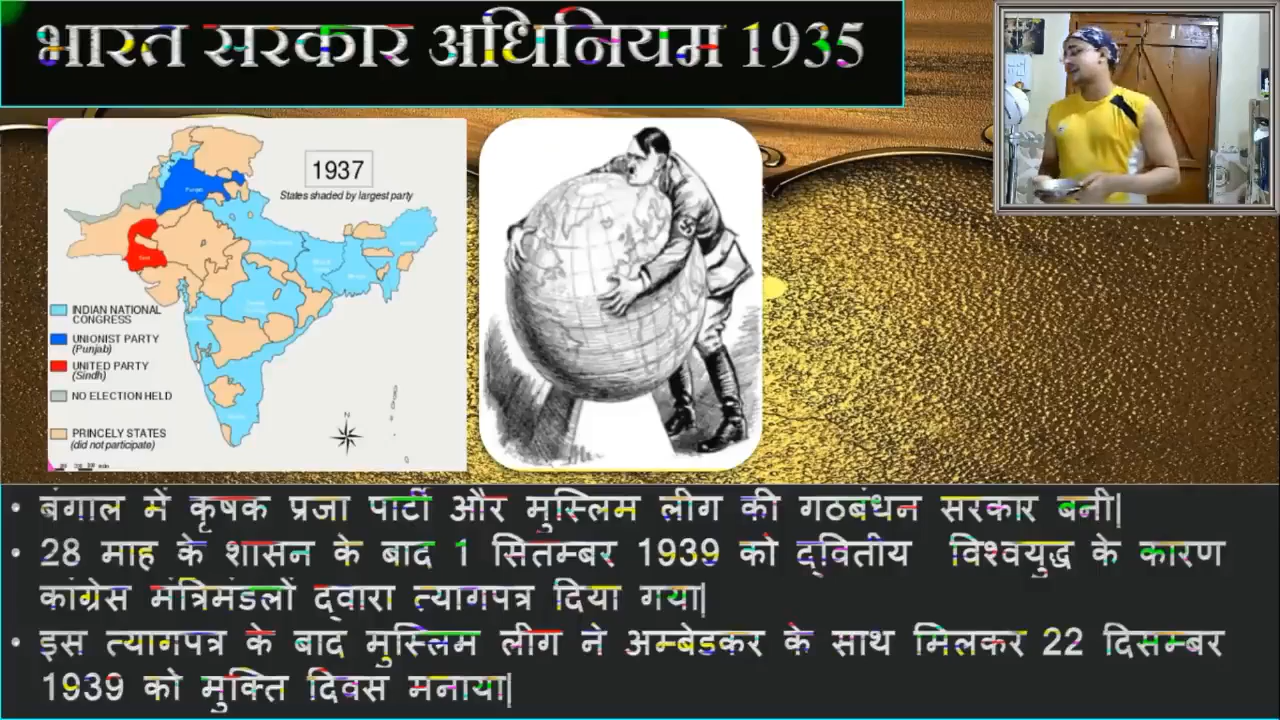 भारत सरकार अधिनियम 1935
1937
States shaded by largest party
INDIAN NATIONAL
CONGRESS
UNIONIST PARTY
(Punjab)
UNITED PARTY
(Sindh)
NO ELECTION HELD
PRINCELY STATES
(did not participate)
N
• बंगाल में कृषक प्रजा पार्टी और मुस्लिम लीग की गठबंधन सरकार बनी|
• 28 माह के शासन के बाद 1 सितम्बर 1939 को द्वितीय विश्वयुद्ध के कारण
कांग्रेस मंत्रिमंडलों द्वारा त्यागपत्र दिया गया|
• इस त्यागपत्र के बाद मुस्लिम लीग ने अम्बेडकर के साथ मिलकर 22 दिसम्बर
1939 को मुक्ति दिवस मनाया|